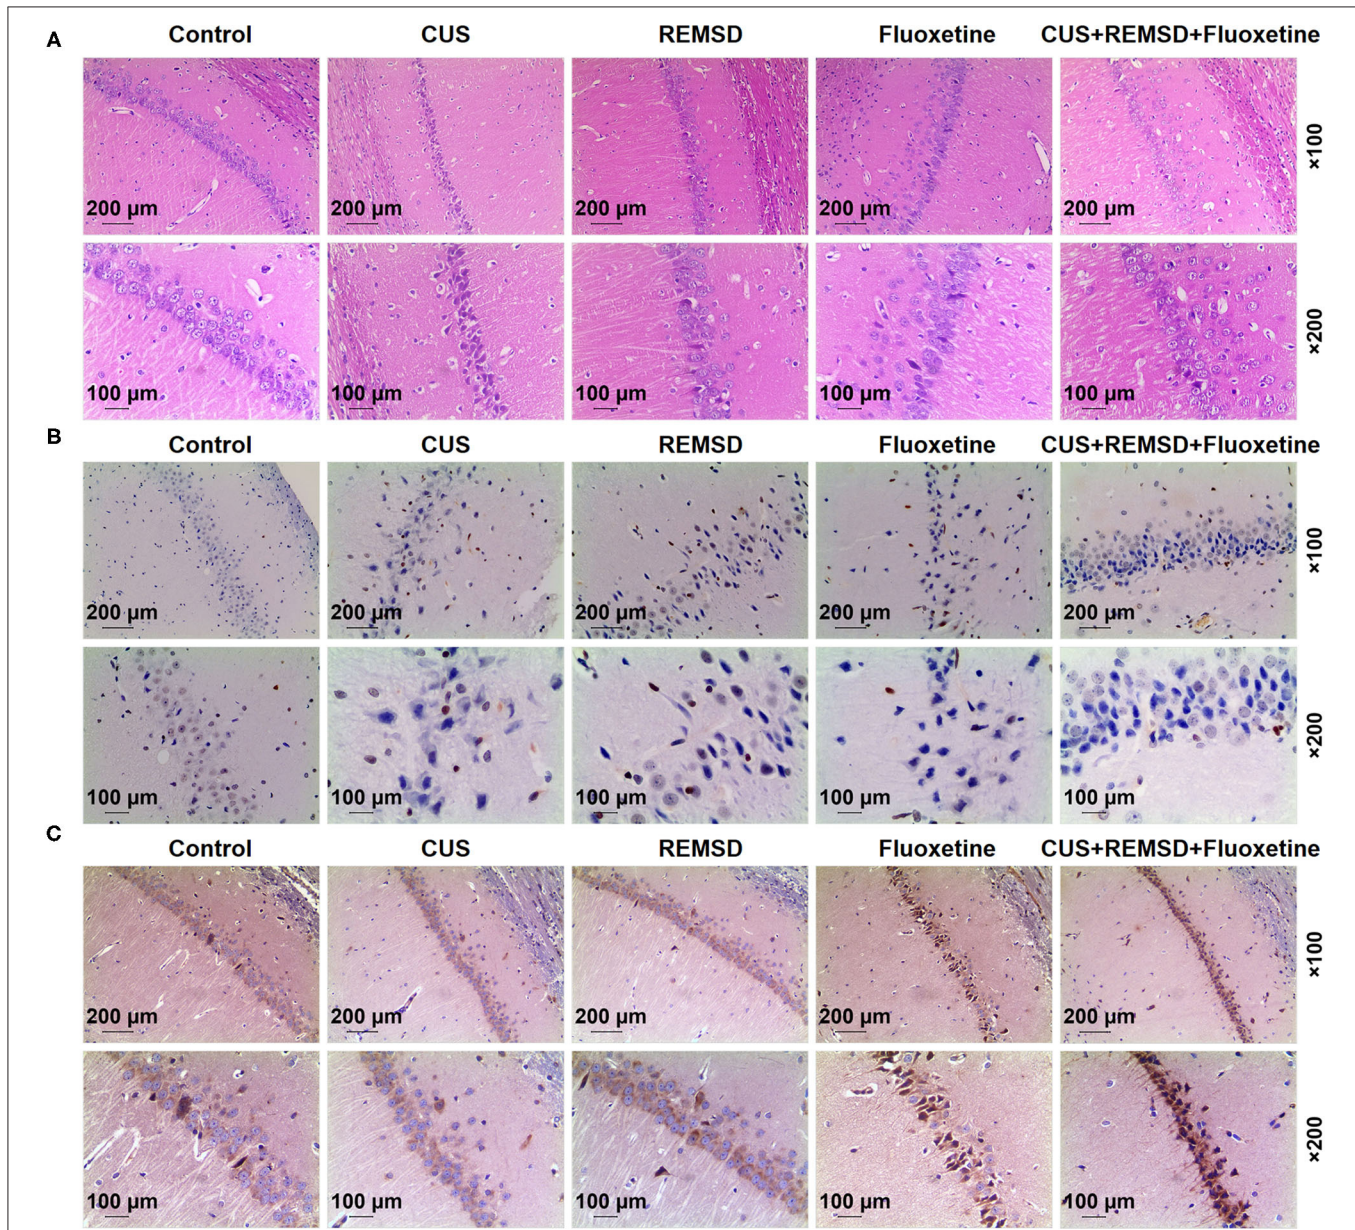 A
Control CUS REMSD Fluoxetine CUS+REMSD+Fluoxetine
200 µm 200 µm 200 µm 200 µm 200 µm ×100
100 µm 100 µm 100 µm 100 µm 100 µm ×200
B
Control CUS REMSD Fluoxetine CUS+REMSD+Fluoxetine
200 µm 200 µm 200 µm 200 µm 200 µm ×100
100 µm 100 µm 100 µm 100 µm 100 µm ×200
C
Control CUS REMSD Fluoxetine CUS+REMSD+Fluoxetine
200 µm 200 µm 200 µm 200 µm 200 µm ×100
100 µm 100 µm 100 µm 100 µm 100 µm ×200